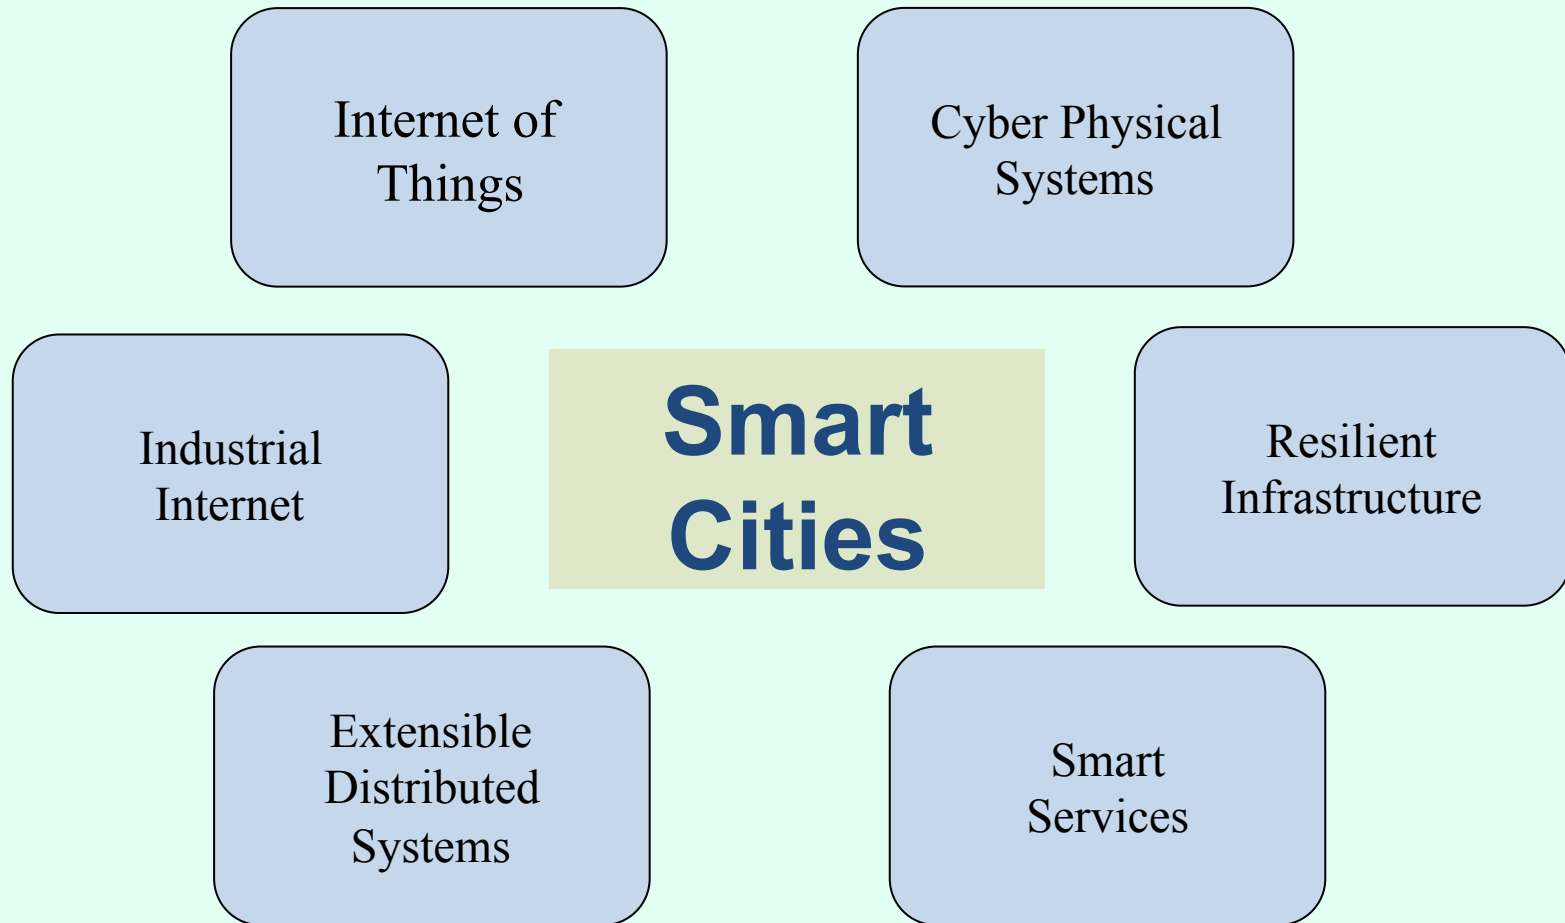 Internet of
Things
Cyber Physical
Systems
Industrial
Internet
Smart
Cities
Resilient
Infrastructure
Extensible
Distributed
Systems
Smart
Services